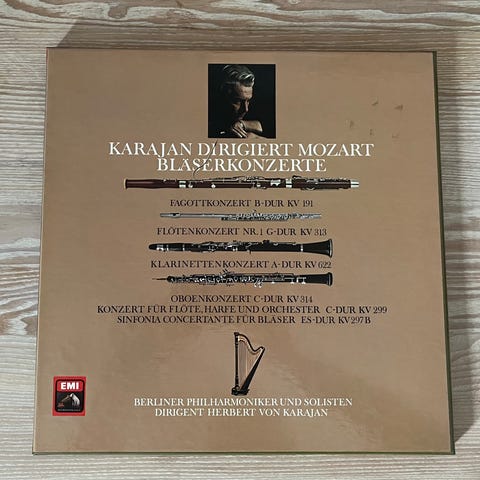 KARAJAN DIRIGIERT MOZART
BLÄSERKONZERTE
FAGOTTKONZERT B-DUR KV 191
FLÖTENKONZERT NR. 1 G-DUR KV 313
KLARINETTENKONZERT A-DUR KV 622
OBOENKONZERT C-DUR KV 314
KONZERT FÜR FLÖTE, HARFE UND ORCHESTER C-DUR KV 299
SINFONIA CONCERTANTE FÜR BLÄSER ES-DUR KV 297 B
EMI
BERLINER PHILHARMONIKER UND SOLISTEN
DIRIGENT HERBERT VON KARAJAN